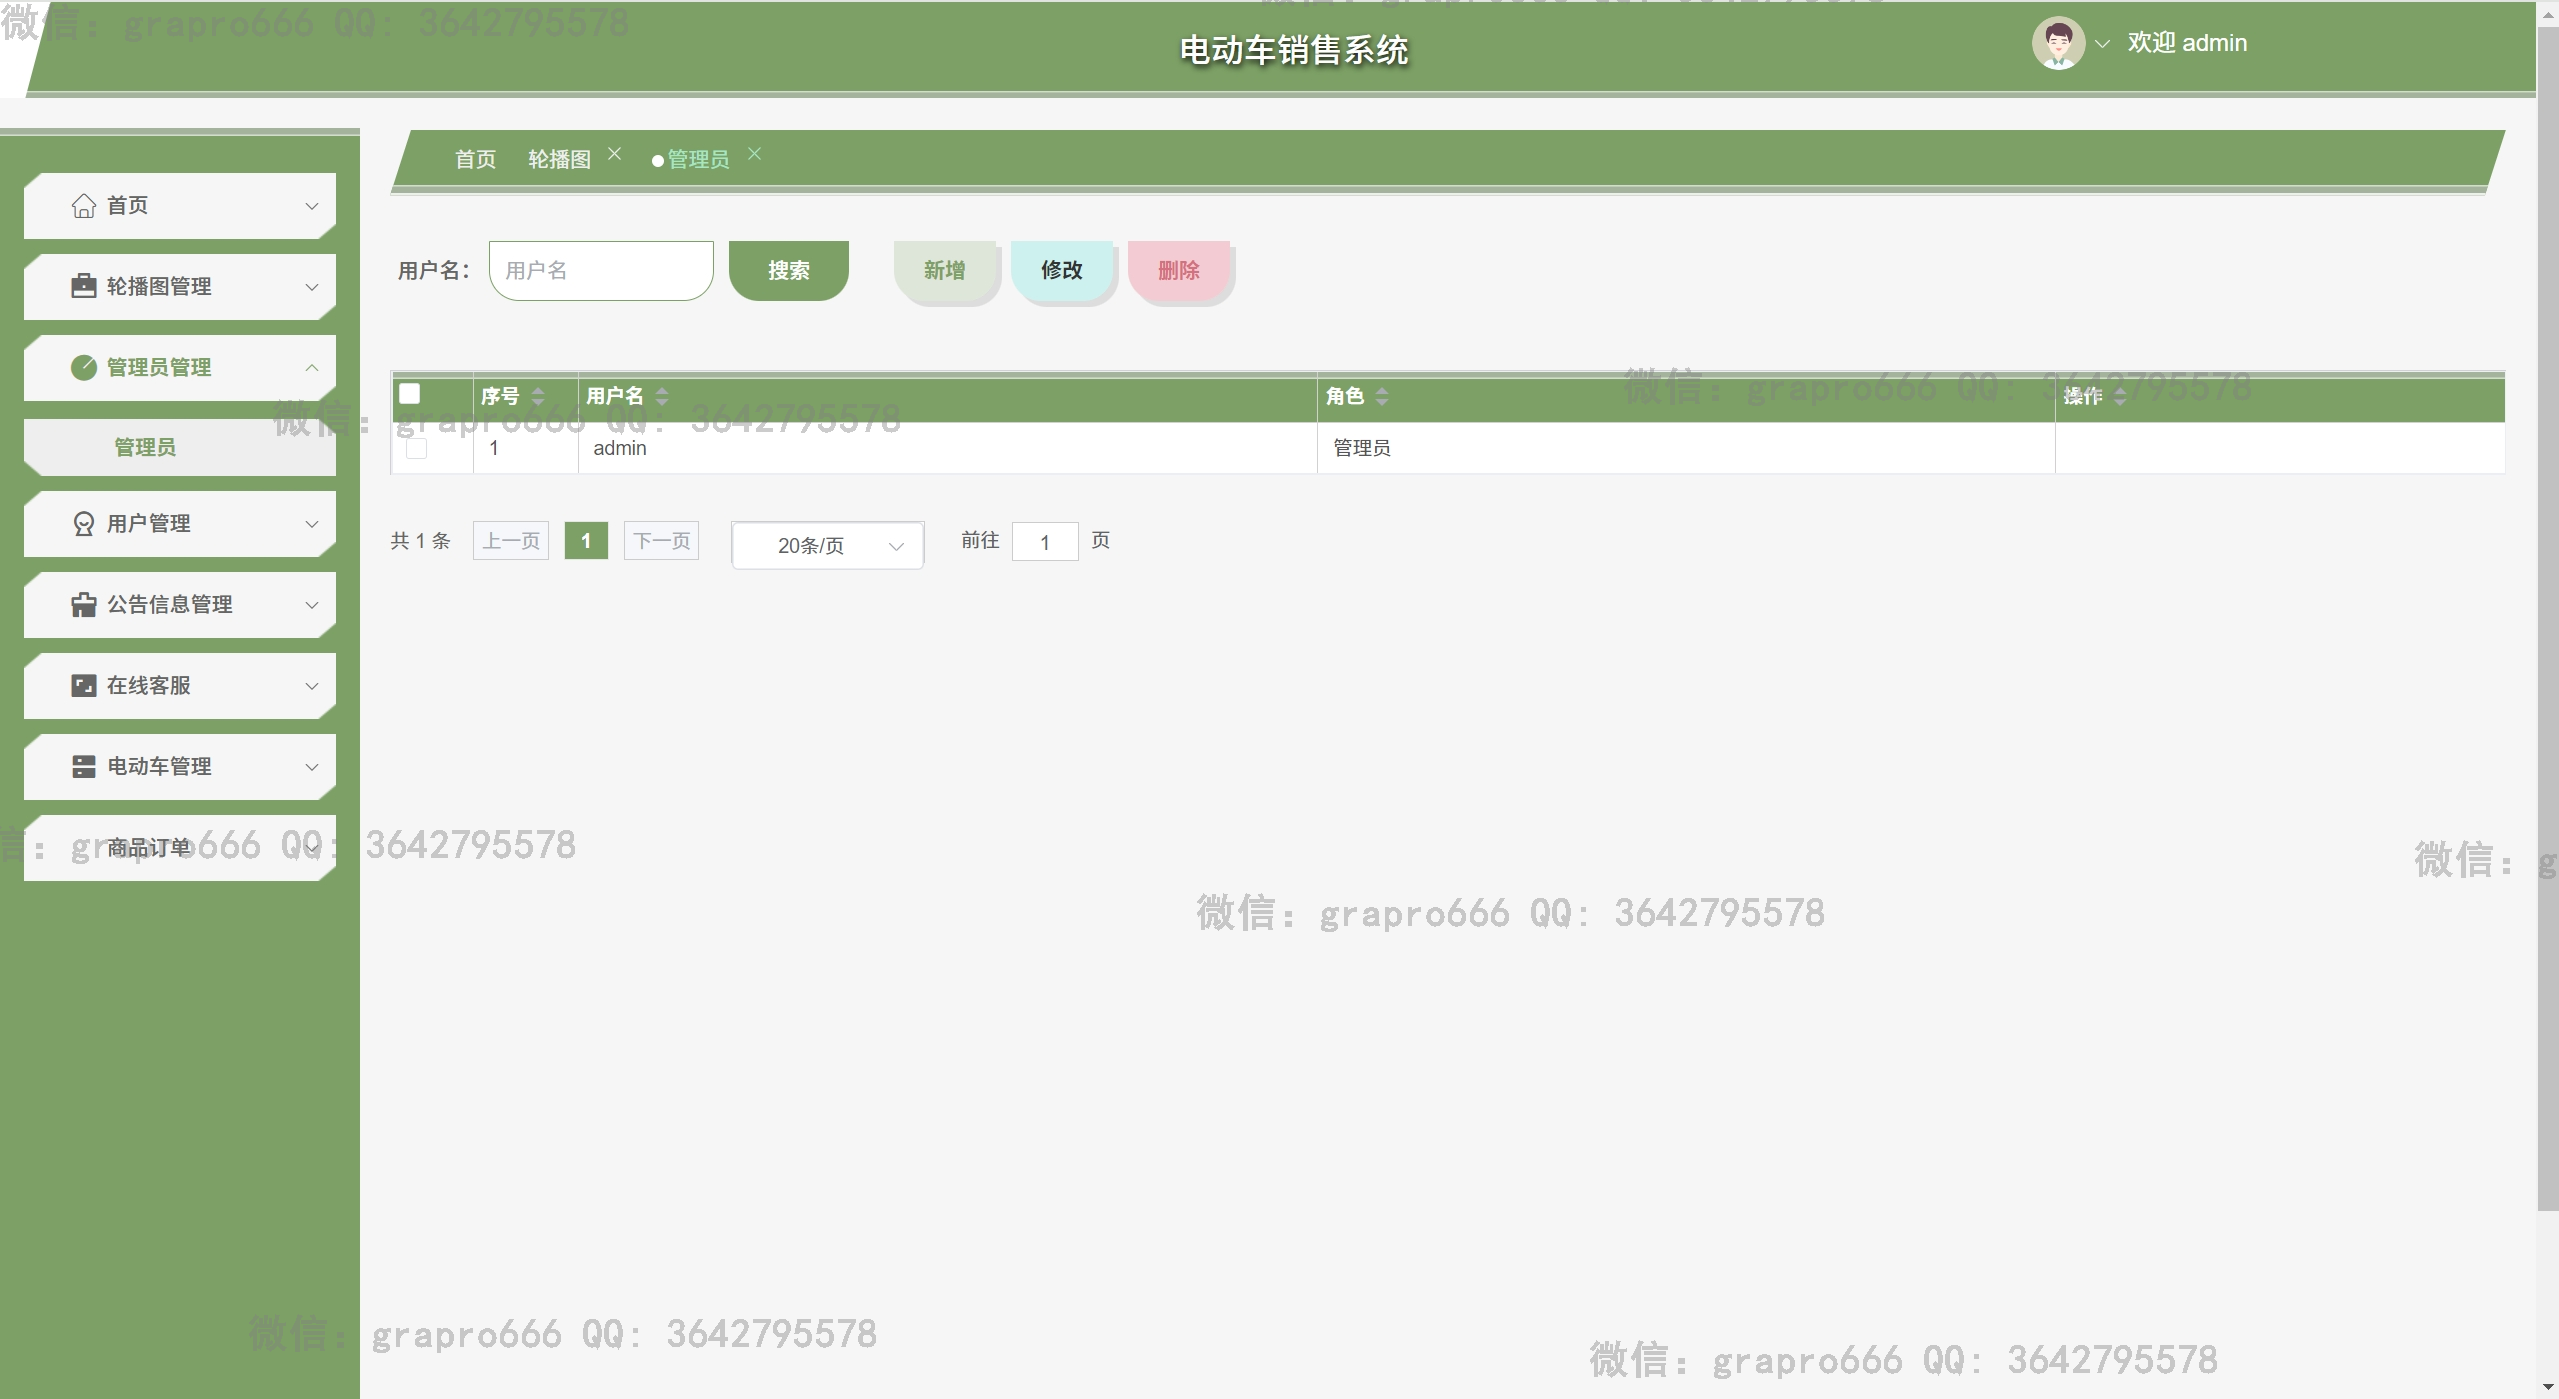 微信: grapro666 QQ: 3642795578
电动车销售系统
欢迎 admin
首页 轮播图 管理员
首页
轮播图管理
管理员管理
管理员
用户管理
公告信息管理
在线客服
电动车管理
商品订单
用户名： 用户名 搜索 新增 修改 删除
序号 用户名 角色 操作
微信: grapro666 QQ: 3642795578
微信: grapro666 QQ: 3642795578
1 admin 管理员
共 1 条 上一页 1 下一页 20条/页 前往 1 页
信: grapro666 QQ: 3642795578
微信: g
微信: grapro666 QQ: 3642795578
微信: grapro666 QQ: 3642795578
微信: grapro666 QQ: 3642795578